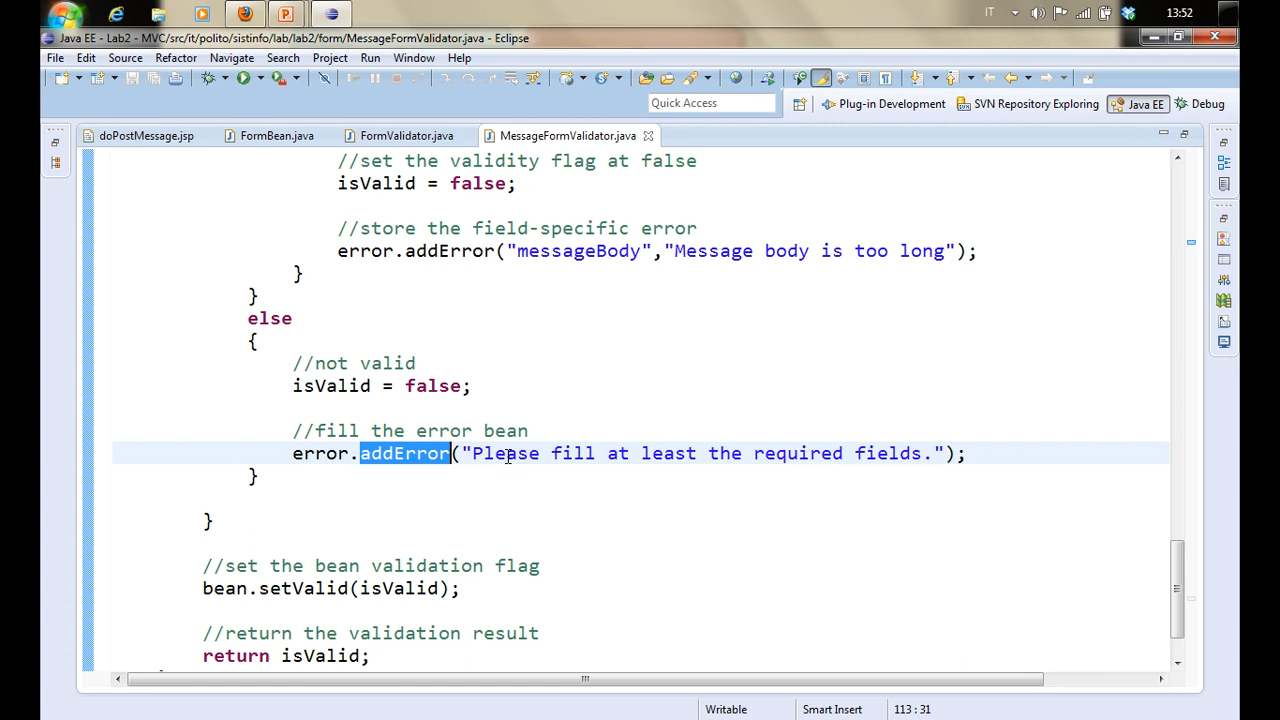 IT
13:52
Java EE - Lab2 - MVC/src/it/polito/sistinfo/lab/lab2/form/MessageFormValidator.java - Eclipse
File Edit Source Refactor Navigate Search Project Run Window Help
Quick Access
Plug-in Development
SVN Repository Exploring
Java EE
Debug
doPostMessage.jsp
FormBean.java
FormValidator.java
MessageFormValidator.java
//set the validity flag at false
isValid = false;
//store the field-specific error
error.addError("messageBody","Message body is too long");
}
}
else
{
//not valid
isValid = false;
//fill the error bean
error.addError("Please fill at least the required fields.");
}
}
//set the bean validation flag
bean.setValid(isValid);
//return the validation result
return isValid;
Writable
Smart Insert
113 : 31